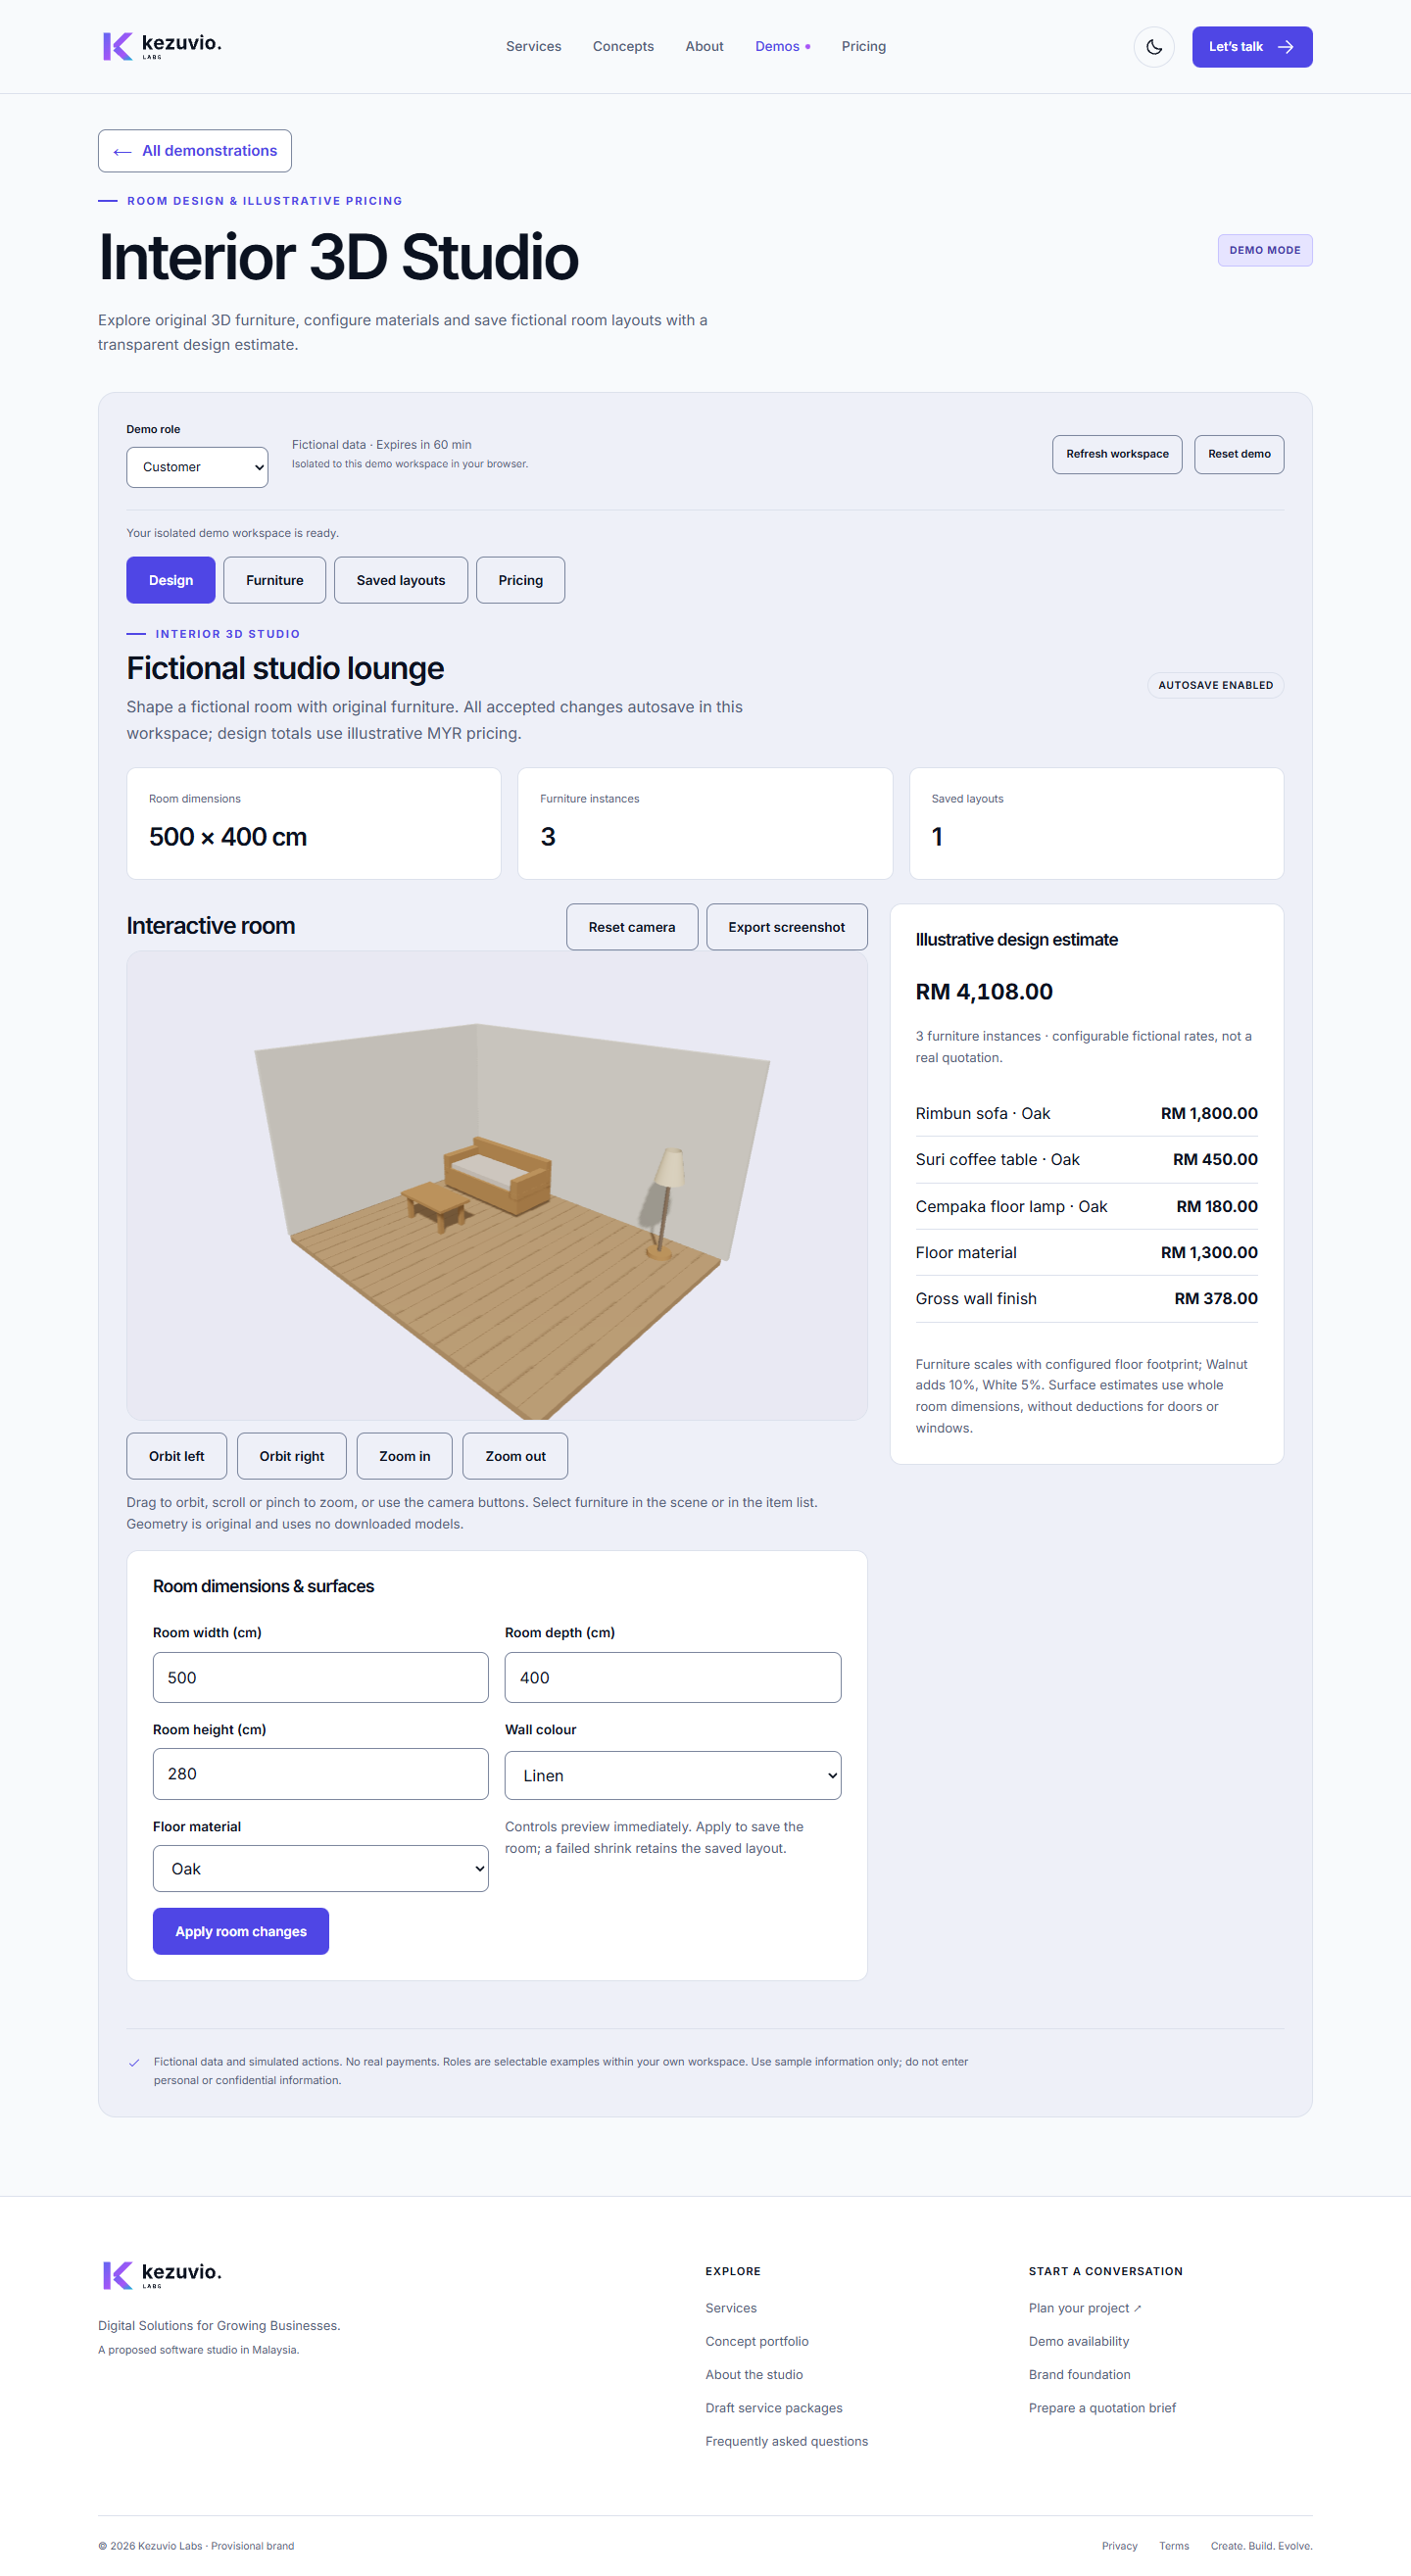 kezuvio.
LABS
Services
Concepts
About
Demos
Pricing
Let's talk →
← All demonstrations
ROOM DESIGN & ILLUSTRATIVE PRICING
Interior 3D Studio
DEMO MODE
Explore original 3D furniture, configure materials and save fictional room layouts with a
transparent design estimate.
Demo role
Customer
Fictional data · Expires in 60 min
Isolated to this demo workspace in your browser.
Refresh workspace
Reset demo
Your isolated demo workspace is ready.
Design
Furniture
Saved layouts
Pricing
INTERIOR 3D STUDIO
Fictional studio lounge
AUTOSAVE ENABLED
Shape a fictional room with original furniture. All accepted changes autosave in this
workspace; design totals use illustrative MYR pricing.
Room dimensions
500 × 400 cm
Furniture instances
3
Saved layouts
1
Interactive room
Reset camera
Export screenshot
Orbit left
Orbit right
Zoom in
Zoom out
Drag to orbit, scroll or pinch to zoom, or use the camera buttons. Select furniture in the scene or in the item list.
Geometry is original and uses no downloaded models.
Illustrative design estimate
RM 4,108.00
3 furniture instances · configurable fictional rates, not a
real quotation.
Rimbun sofa · Oak RM 1,800.00
Suri coffee table · Oak RM 450.00
Cempaka floor lamp · Oak RM 180.00
Floor material RM 1,300.00
Gross wall finish RM 378.00
Furniture scales with configured floor footprint; Walnut
adds 10%, White 5%. Surface estimates use whole
room dimensions, without deductions for doors or
windows.
Room dimensions & surfaces
Room width (cm)
500
Room depth (cm)
400
Room height (cm)
280
Wall colour
Linen
Floor material
Oak
Controls preview immediately. Apply to save the
room; a failed shrink retains the saved layout.
Apply room changes
Fictional data and simulated actions. No real payments. Roles are selectable examples within your own workspace. Use sample information only; do not enter
personal or confidential information.
kezuvio.
LABS
Digital Solutions for Growing Businesses.
A proposed software studio in Malaysia.
EXPLORE
Services
Concept portfolio
About the studio
Draft service packages
Frequently asked questions
START A CONVERSATION
Plan your project ↗
Demo availability
Brand foundation
Prepare a quotation brief
© 2026 Kezuvio Labs · Provisional brand
Privacy
Terms
Create. Build. Evolve.